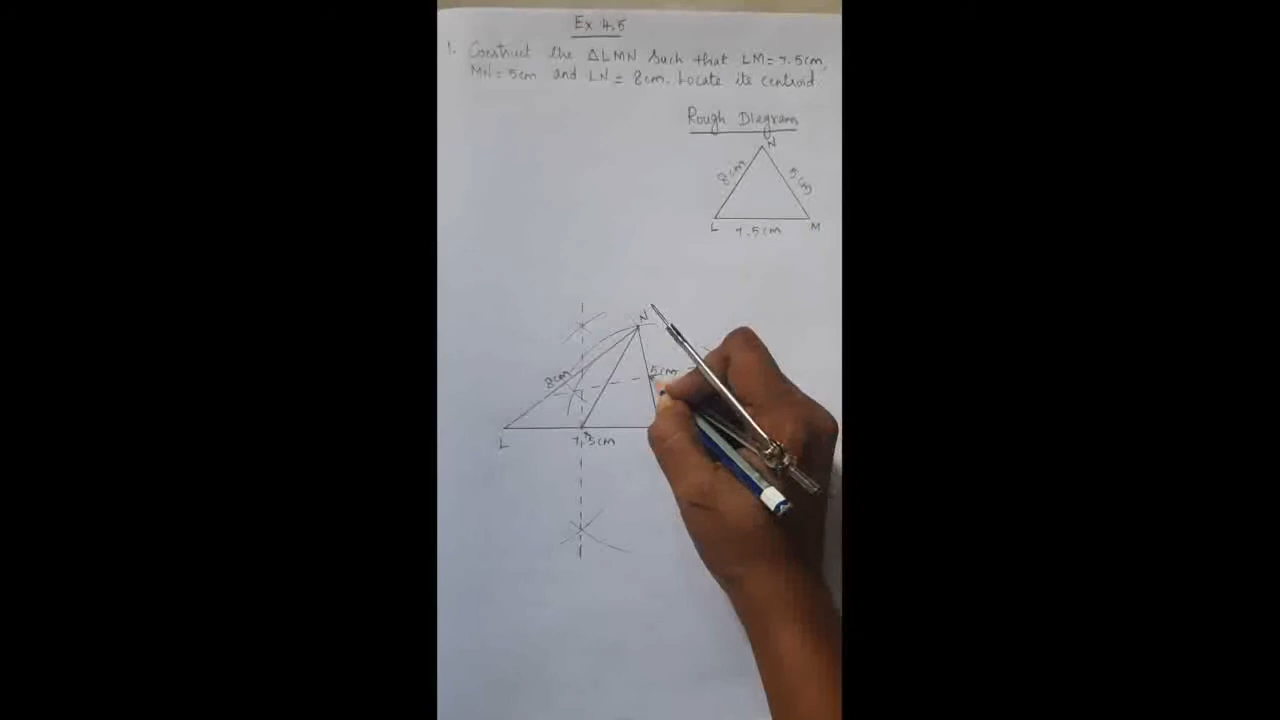 Ex 4.5
1. Construct the △LMN such that LM = 7.5cm,
MN = 5cm and LN = 8cm. Locate its centroid
Rough Diagram
N
8cm
5cm
L
7.5cm
M
N
8cm
5cm
L
7.5cm